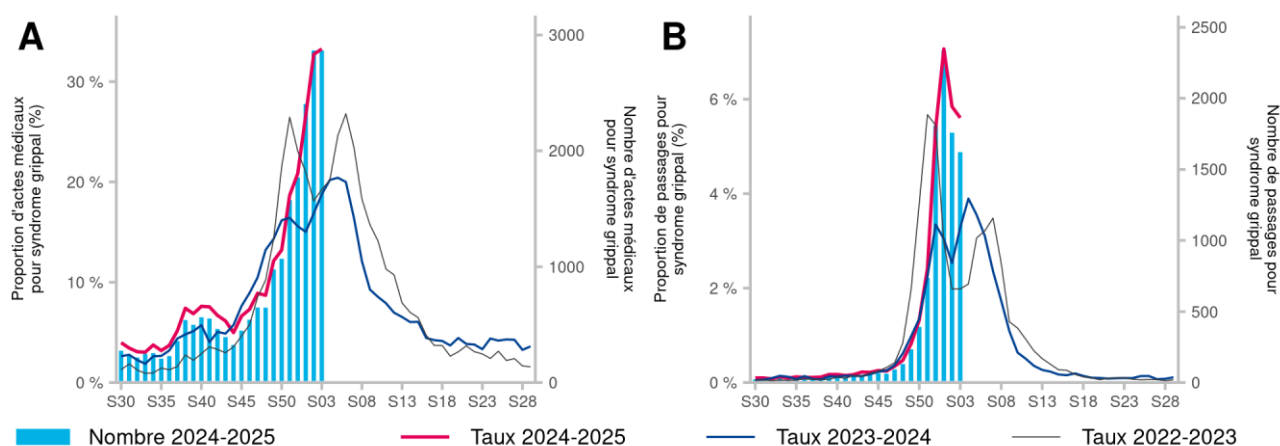 A
Proportion d'actes médicaux
pour syndrome grippal (%)
30 %
20 %
10 %
0 %
3000
2000
1000
0
Nombre d'actes médicaux
pour syndrome grippal
S30 S35 S40 S45 S50 S03 S08 S13 S18 S23 S28
B
Proportion de passages pour
syndrome grippal (%)
6 %
4 %
2 %
0 %
2500
2000
1500
1000
500
0
Nombre de passages pour
syndrome grippal
S30 S35 S40 S45 S50 S03 S08 S13 S18 S23 S28
Nombre 2024-2025 Taux 2024-2025 Taux 2023-2024 Taux 2022-2023